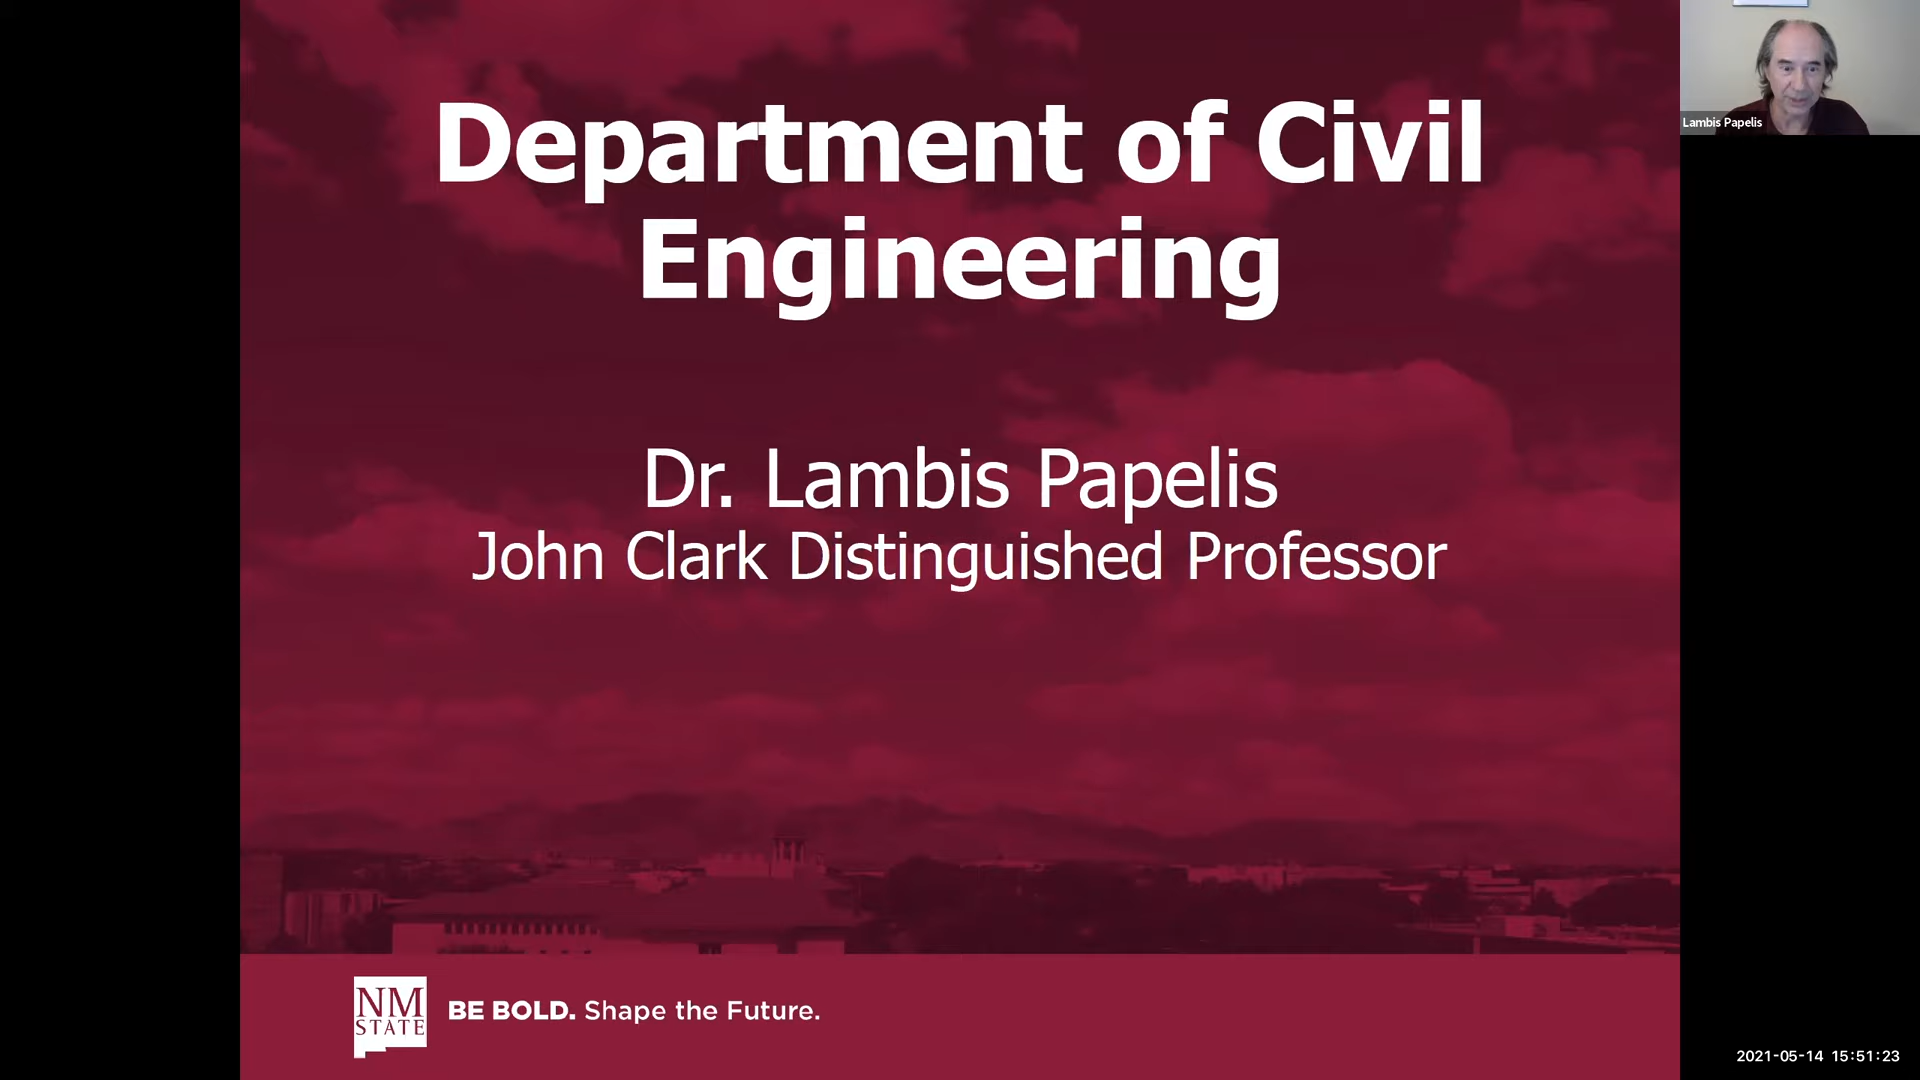 Department of Civil
Engineering
Lambis Papelis
Dr. Lambis Papelis
John Clark Distinguished Professor
NM
STATE
BE BOLD. Shape the Future.
2021-05-14 15:51:23